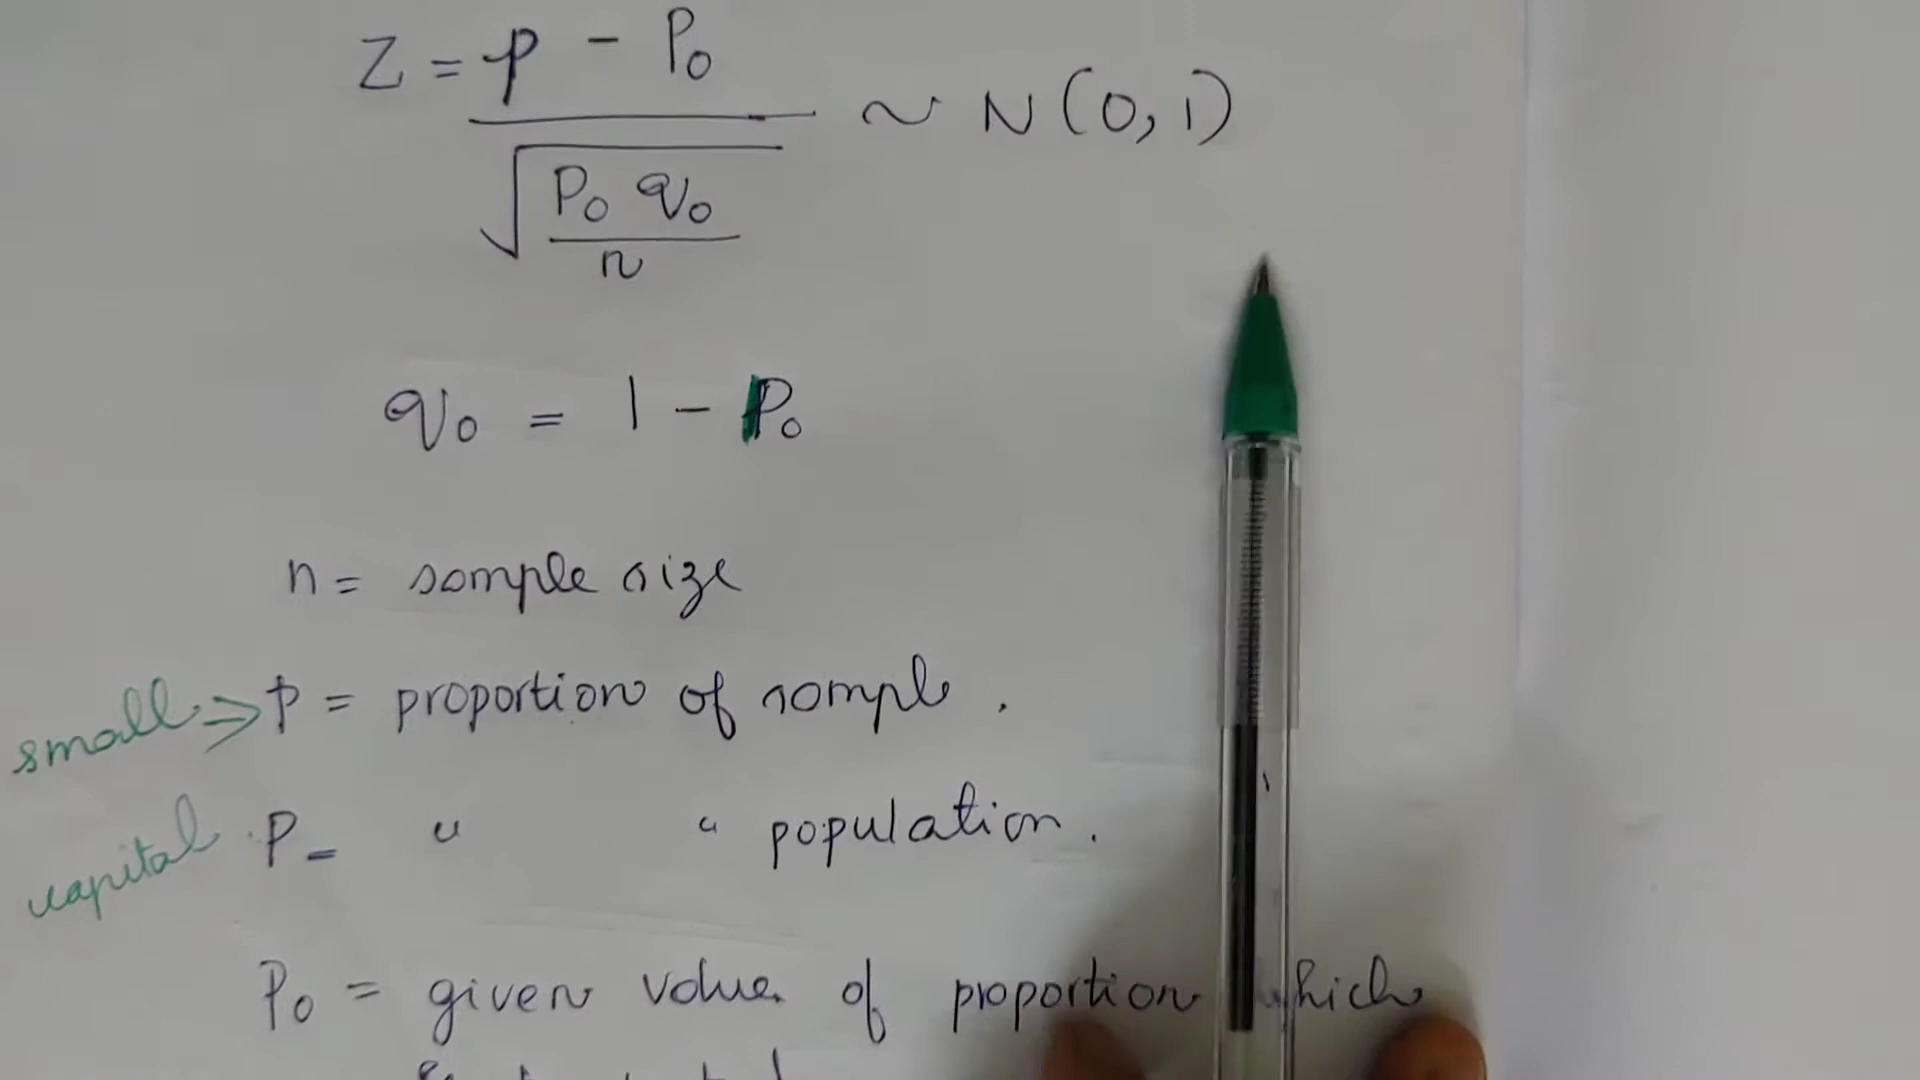 Z = p - P₀ / √(P₀ q₀ / n) ~ N(0,1)
q₀ = 1 - P₀
n = sample size
small ⇒ p = proportion of sample.
capital P = " " population.
P₀ = given value of proportion which